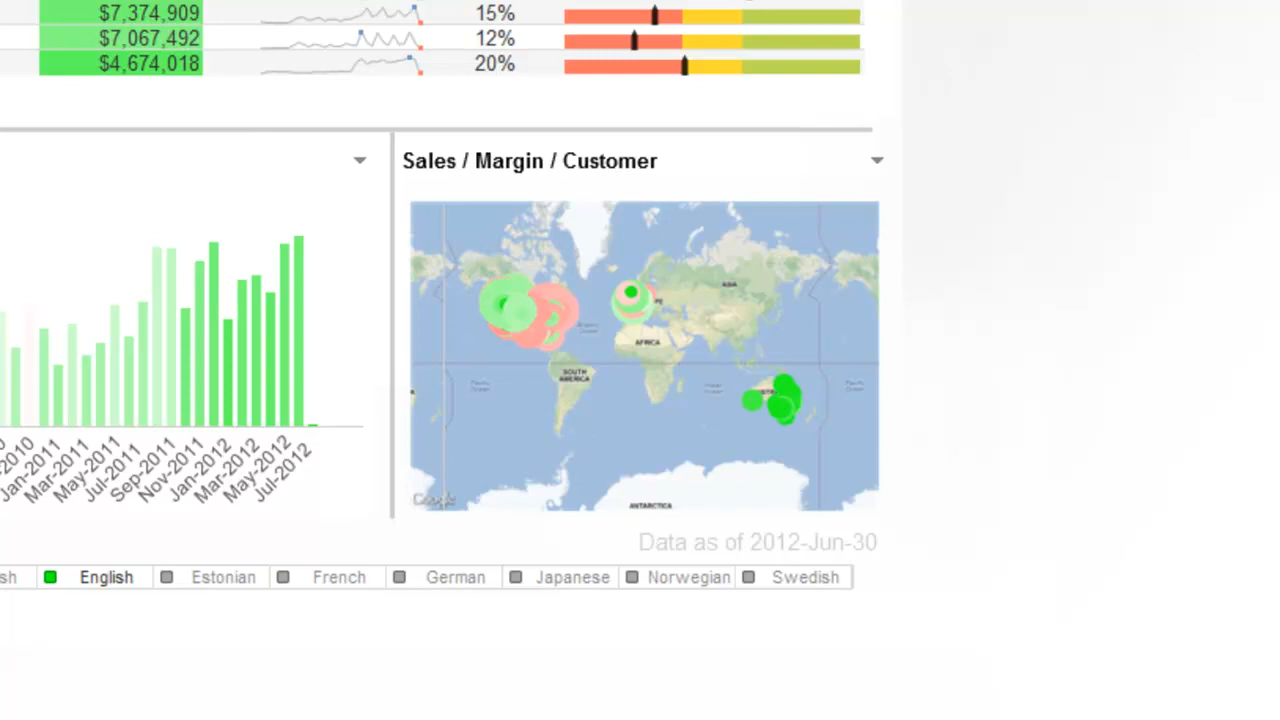 $7,374,909 15%
$7,067,492 12%
$4,674,018 20%
Sales / Margin / Customer
ASIA
AFRICA
SOUTH
AMERICA
Google
ANTARCTICA
2010 Jan-2011 Mar-2011 May-2011 Jul-2011 Sep-2011 Nov-2011 Jan-2012 Mar-2012 May-2012 Jul-2012
Data as of 2012-Jun-30
sh English Estonian French German Japanese Norwegian Swedish